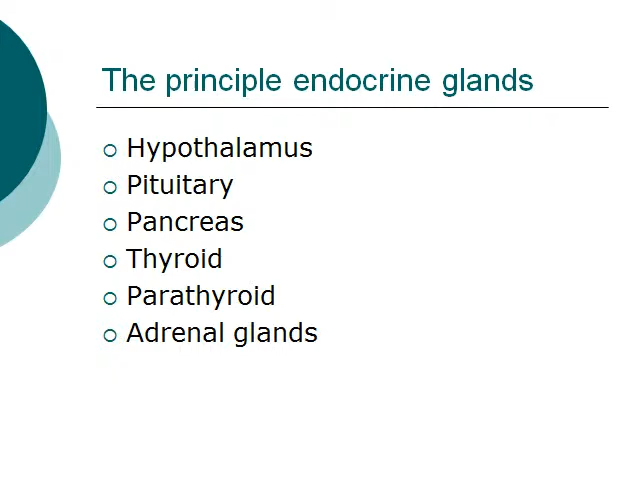 The principle endocrine glands
Hypothalamus
Pituitary
Pancreas
Thyroid
Parathyroid
Adrenal glands